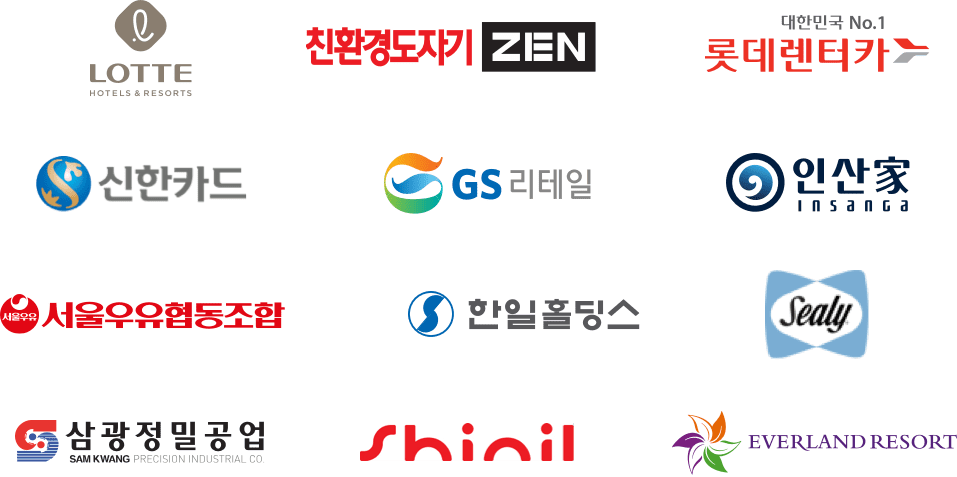 LOTTE
HOTELS & RESORTS
친환경도자기 ZEN
대한민국 No.1
롯데렌터카
신한카드
GS 리테일
인산家
insanga
서울우유
서울우유협동조합
한일홀딩스
Sealy
삼광정밀공업
SAM KWANG PRECISION INDUSTRIAL CO.
Shinil
EVERLAND RESORT